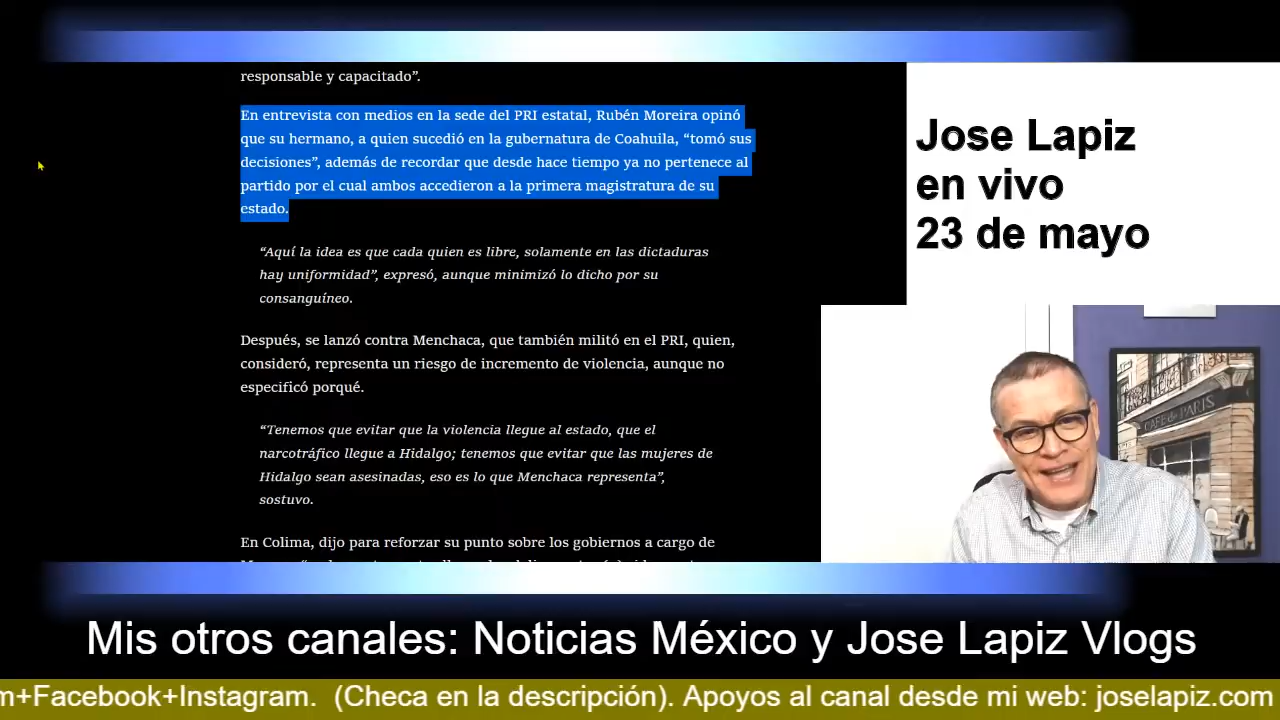 responsable y capacitado”.
En entrevista con medios en la sede del PRI estatal, Rubén Moreira opinó
que su hermano, a quien sucedió en la gubernatura de Coahuila, “tomó sus
decisiones”, además de recordar que desde hace tiempo ya no pertenece al
partido por el cual ambos accedieron a la primera magistratura de su
estado.
“Aquí la idea es que cada quien es libre, solamente en las dictaduras
hay uniformidad”, expresó, aunque minimizó lo dicho por su
consanguíneo.
Después, se lanzó contra Menchaca, que también militó en el PRI, quien,
consideró, representa un riesgo de incremento de violencia, aunque no
especificó porqué.
“Tenemos que evitar que la violencia llegue al estado, que el
narcotráfico llegue a Hidalgo; tenemos que evitar que las mujeres de
Hidalgo sean asesinadas, eso es lo que Menchaca representa”,
sostuvo.
En Colima, dijo para reforzar su punto sobre los gobiernos a cargo de
Jose Lapiz
en vivo
23 de mayo
CAFE de PARIS
Mis otros canales: Noticias México y Jose Lapiz Vlogs
m+Facebook+Instagram. (Checa en la descripción). Apoyos al canal desde mi web: joselapiz.com